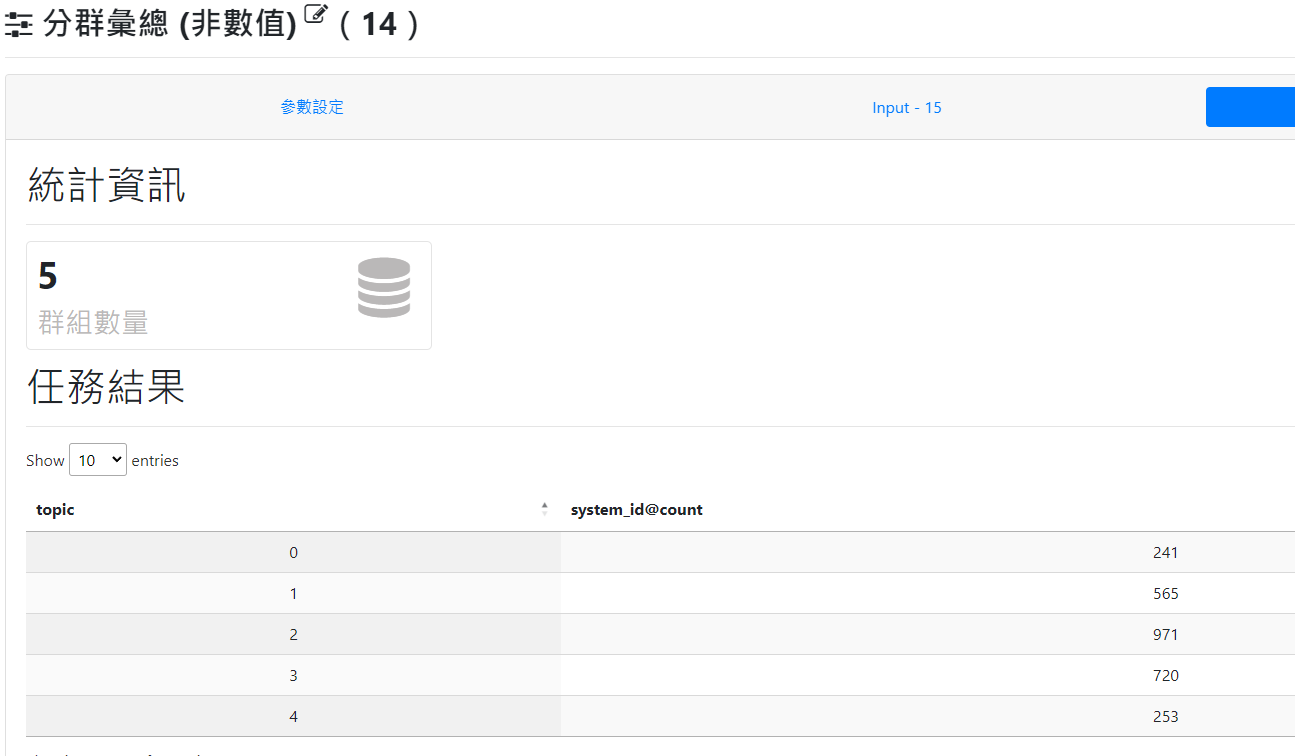 分群彙總 (非數值) ( 14 )
參數設定 Input - 15
統計資訊
5
群組數量
任務結果
Show 10 entries
topic system_id@count
0 241
1 565
2 971
3 720
4 253